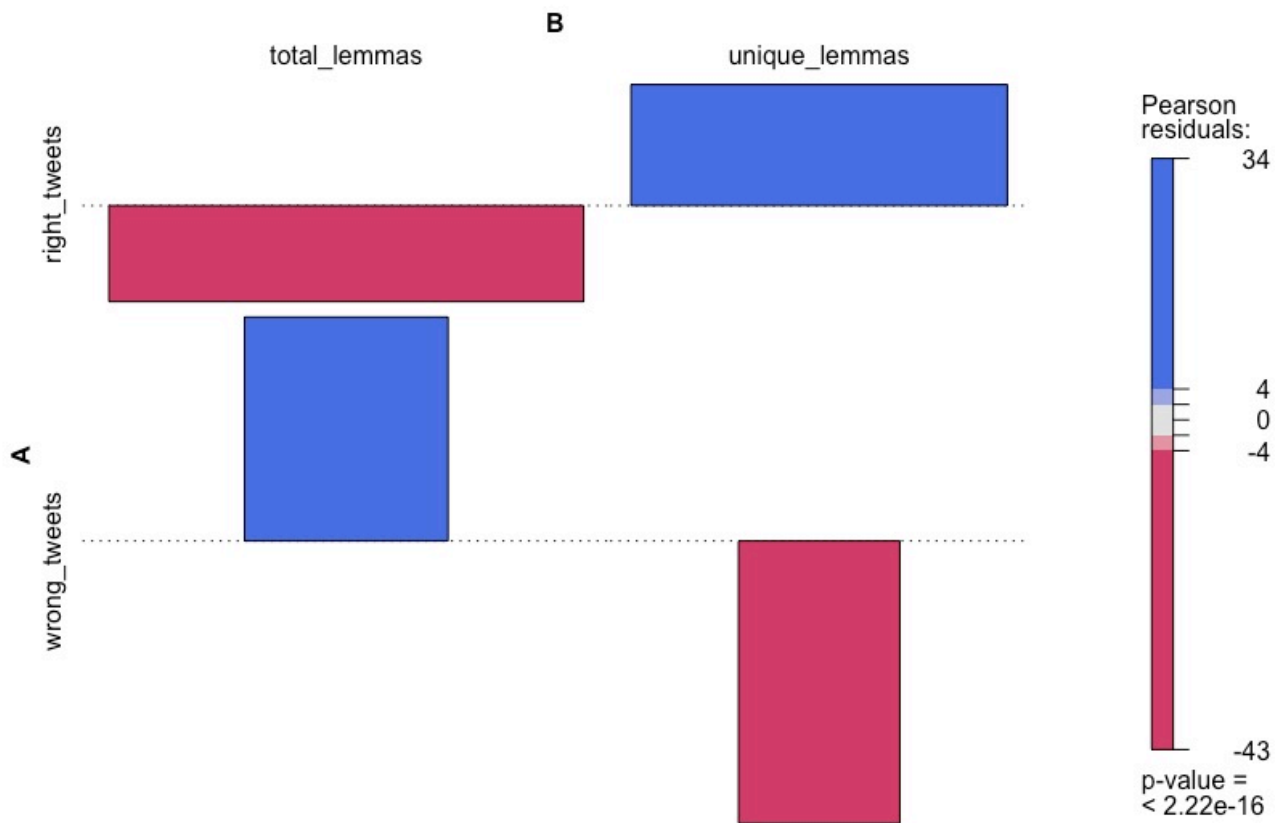 B
total_lemmas unique_lemmas
right_tweets
A
wrong_tweets
Pearson
residuals:
34
4
0
-4
-43
p-value =
< 2.22e-16